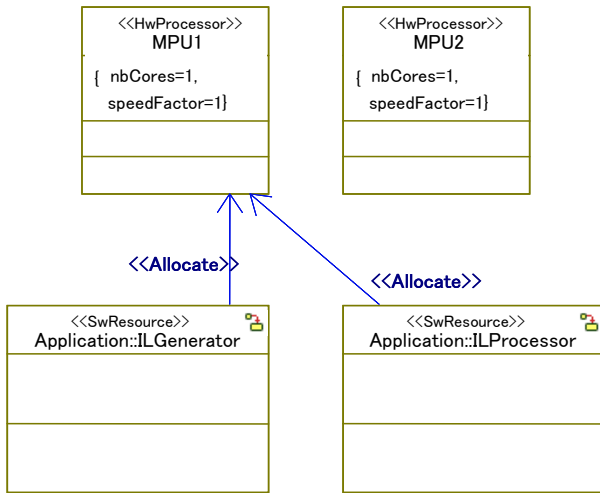 <<HwProcessor>>
MPU1
{ nbCores=1,
speedFactor=1}
<<HwProcessor>>
MPU2
{ nbCores=1,
speedFactor=1}
<<Allocate>>
<<Allocate>>
<<SwResource>>
Application::ILGenerator
<<SwResource>>
Application::ILProcessor